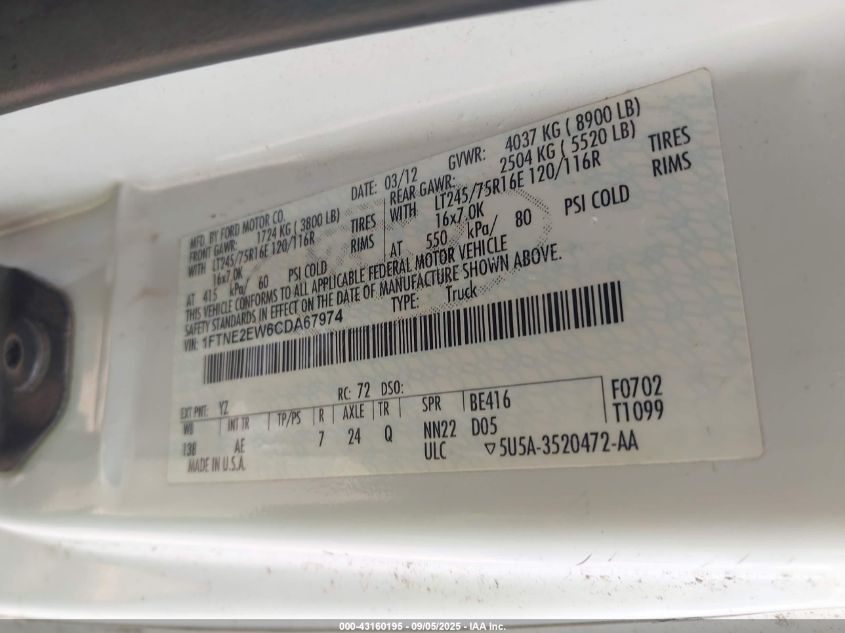 MFD. BY FORD MOTOR CO.
DATE: 03/12 GVWR: 4037 KG ( 8900 LB)
FRONT GAWR: 1724 KG ( 3800 LB) REAR GAWR: 2504 KG ( 5520 LB)
WITH LT245/75R16E 120/116R TIRES WITH LT245/75R16E 120/116R TIRES
16x7.0K RIMS 16x7.0K RIMS
AT 415 kPa/ 60 PSI COLD AT 550 kPa/ 80 PSI COLD
THIS VEHICLE CONFORMS TO ALL APPLICABLE FEDERAL MOTOR VEHICLE
SAFETY STANDARDS IN EFFECT ON THE DATE OF MANUFACTURE SHOWN ABOVE.
VIN: 1FTNE2EW6CDA67974 TYPE: Truck
EXT PNT: YZ RC: 72 DSO:
WB INT TR TP/PS R AXLE TR SPR BE416 F0702
138 AE 7 24 Q NN22 D05 T1099
MADE IN U.S.A. ULC ▽5U5A-3520472-AA
000-43160195 - 09/05/2025 - IAA Inc.